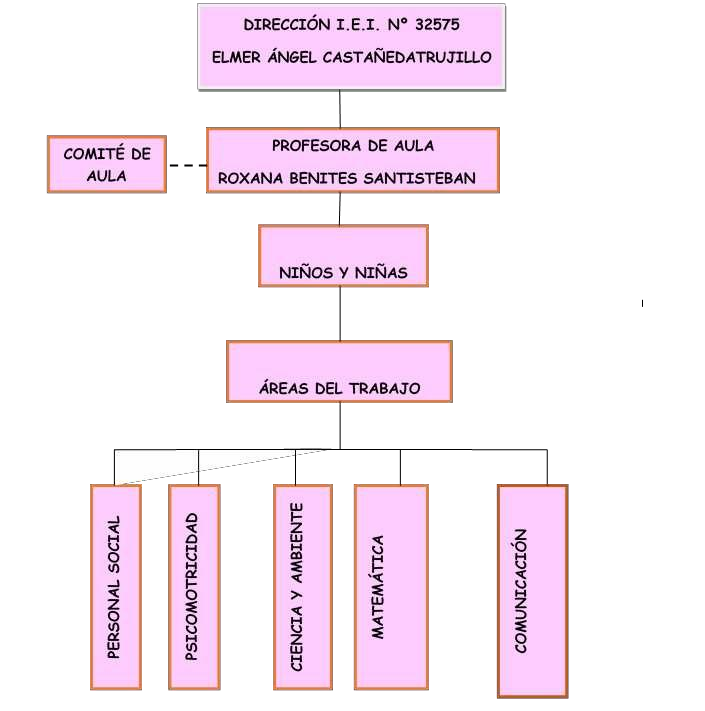 DIRECCIÓN I.E.I. Nº 32575
ELMER ÁNGEL CASTAÑEDATRUJILLO
COMITÉ DE
AULA
PROFESORA DE AULA
ROXANA BENITES SANTISTEBAN
NIÑOS Y NIÑAS
ÁREAS DEL TRABAJO
PERSONAL SOCIAL
PSICOMOTRICIDAD
CIENCIA Y AMBIENTE
MATEMÁTICA
COMUNICACIÓN